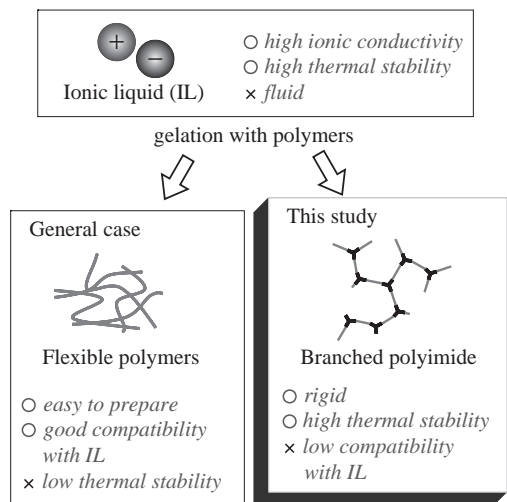 +
−
○ high ionic conductivity
○ high thermal stability
× fluid
Ionic liquid (IL)
gelation with polymers
General case
Flexible polymers
○ easy to prepare
○ good compatibility
with IL
× low thermal stability
This study
Branched polyimide
○ rigid
○ high thermal stability
× low compatibility
with IL